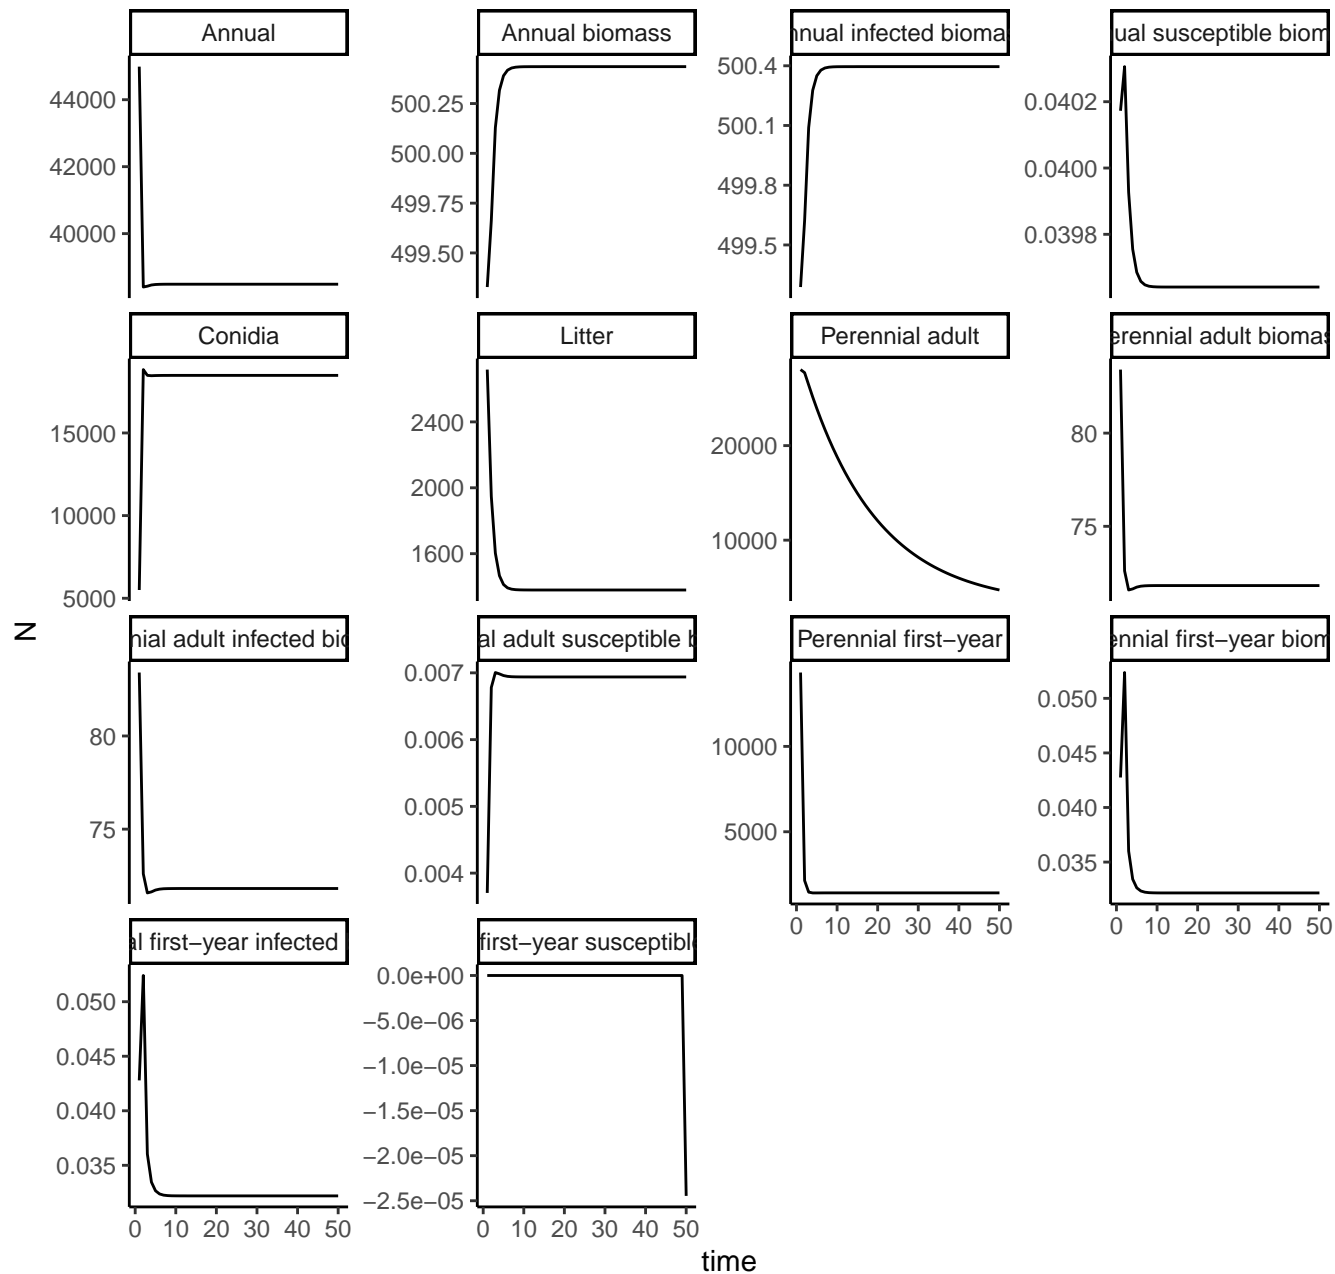 Annual
Annual biomass
nnual infected bioma
ual susceptible biom
44000
42000
40000
500.25
500.00
499.75
499.50
500.4
500.1
499.8
499.5
0.0402
0.0400
0.0398
Conidia
Litter
Perennial adult
erennial adult biomas
15000
10000
5000
2400
2000
1600
20000
10000
80
75
N
nial adult infected bio
al adult susceptible b
Perennial first−year
ennial first−year biom
80
75
0.007
0.006
0.005
0.004
10000
5000
0.050
0.045
0.040
0.035
0 10 20 30 40 50
0 10 20 30 40 50
al first−year infected
first−year susceptible
0.050
0.045
0.040
0.035
0.0e+00
−5.0e−06
−1.0e−05
−1.5e−05
−2.0e−05
−2.5e−05
0 10 20 30 40 50
0 10 20 30 40 50
time